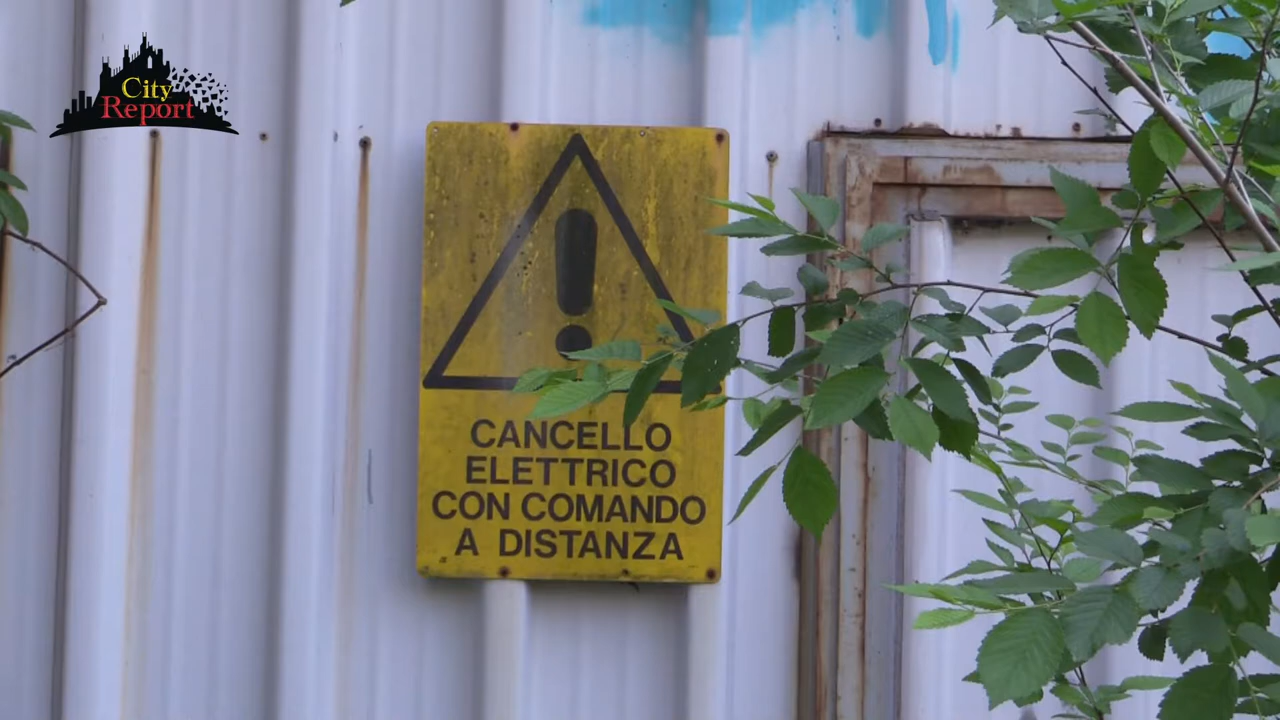 City
Report
CANCELLO
ELETTRICO
CON COMANDO
A DISTANZA